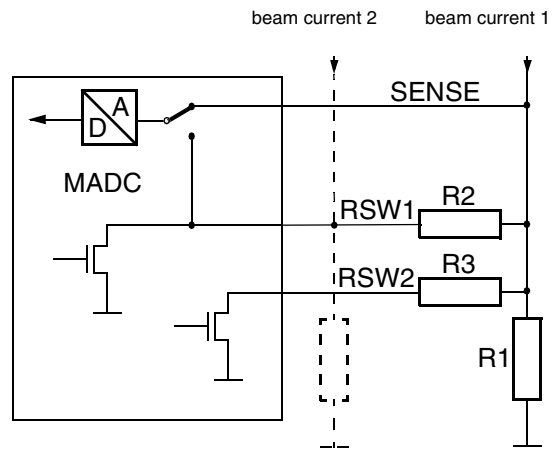 beam current 2
beam current 1
SENSE
A
D
MADC
RSW1
R2
RSW2
R3
R1